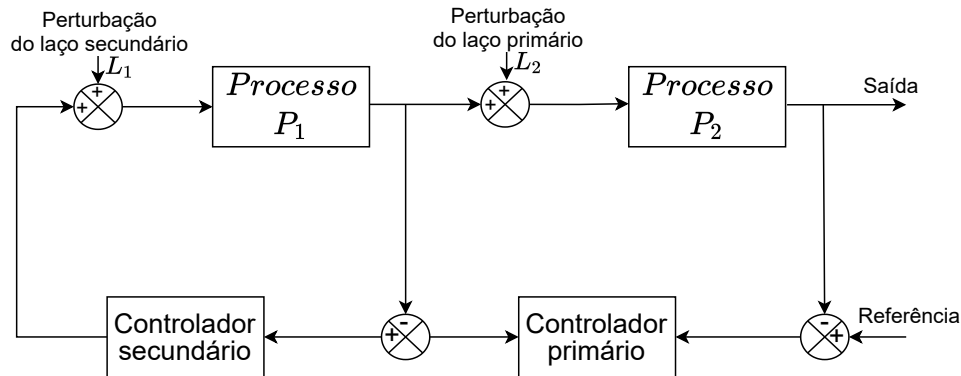 Perturbação
do laço secundário
L₁
Perturbação
do laço primário
L₂
+
+
Processo
P₁
+
+
Processo
P₂
Saída
Controlador
secundário
-
+
Controlador
primário
-
+
Referência